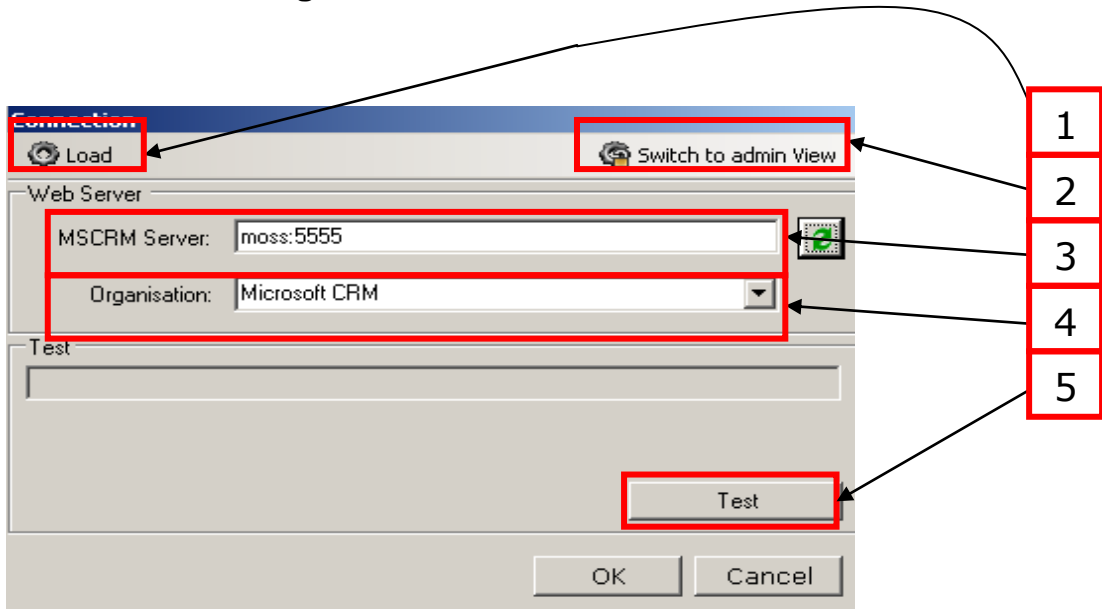 Connection
Load
Switch to admin View
Web Server
MSCRM Server: moss:5555
Organisation: Microsoft CRM
Test
Test
OK Cancel
1
2
3
4
5